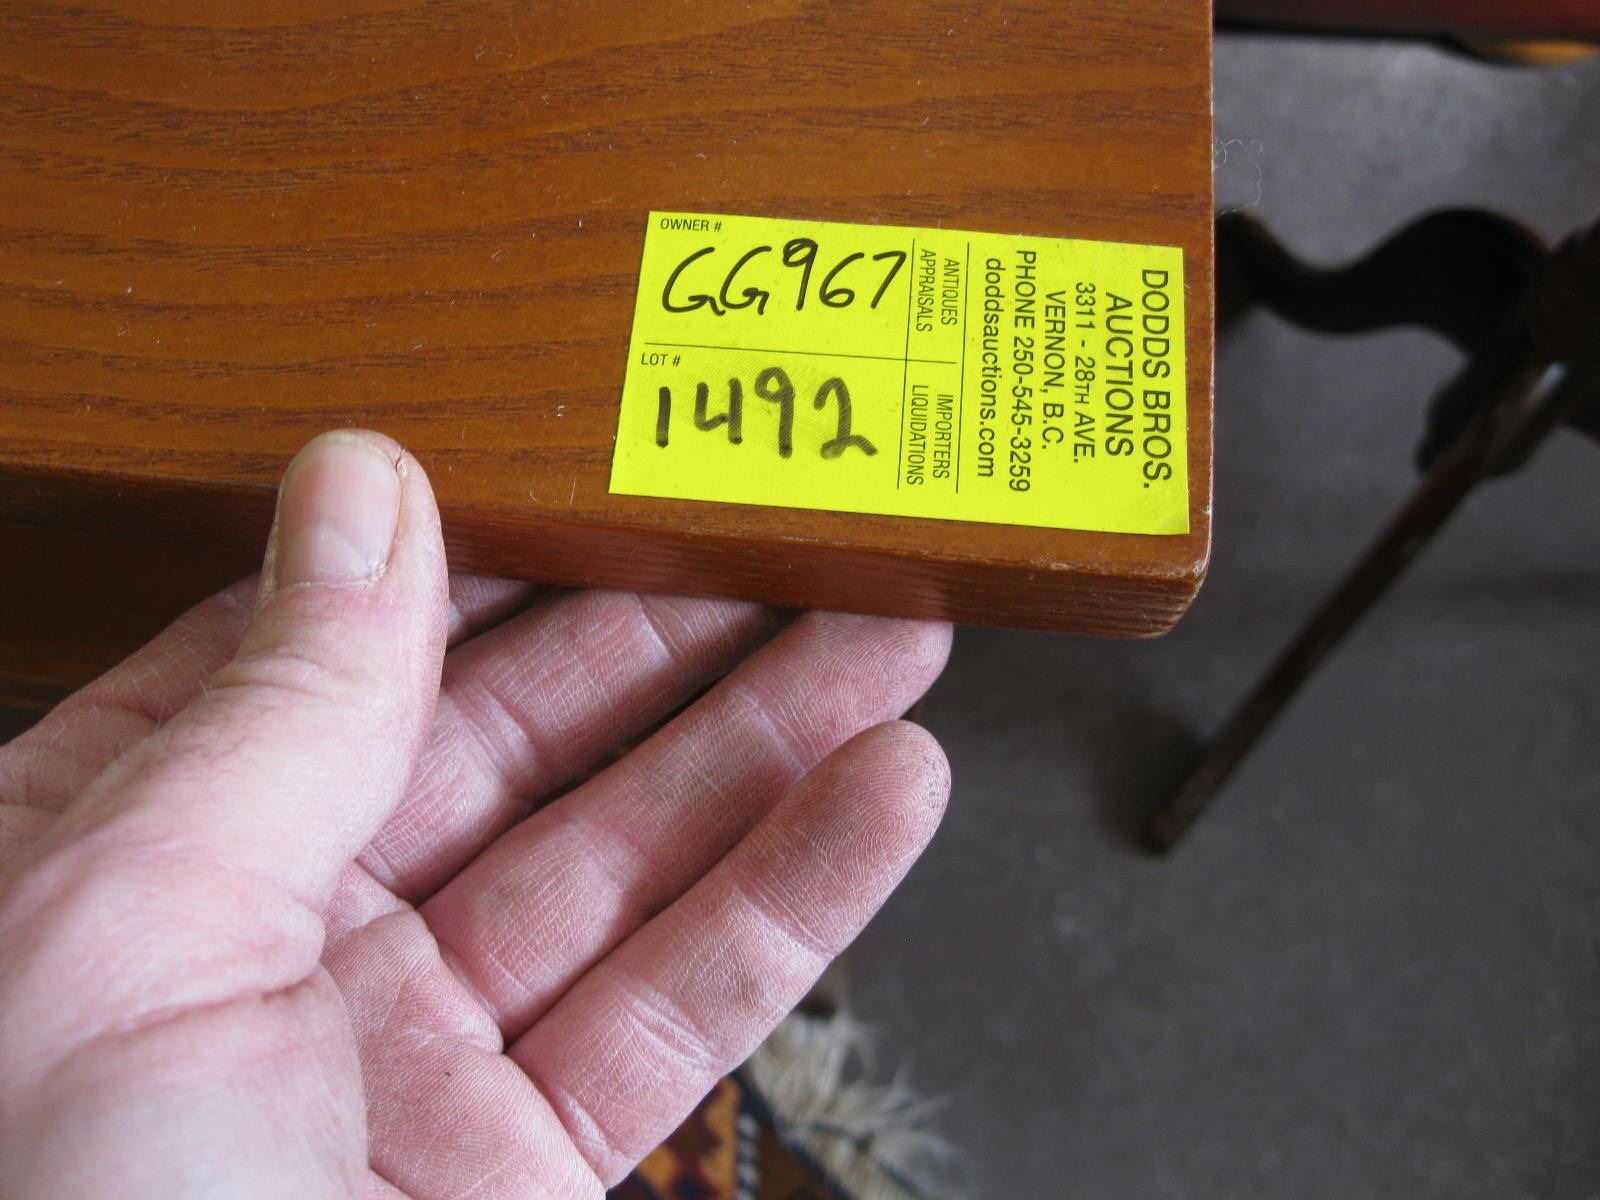 OWNER #
GG967
LOT #
1492
ANTIQUES
APPRAISALS
IMPORTERS
LIQUIDATIONS
DODDS BROS.
AUCTIONS
3311 - 28TH AVE.
VERNON, B.C.
PHONE 250-545-3259
doddsauctions.com